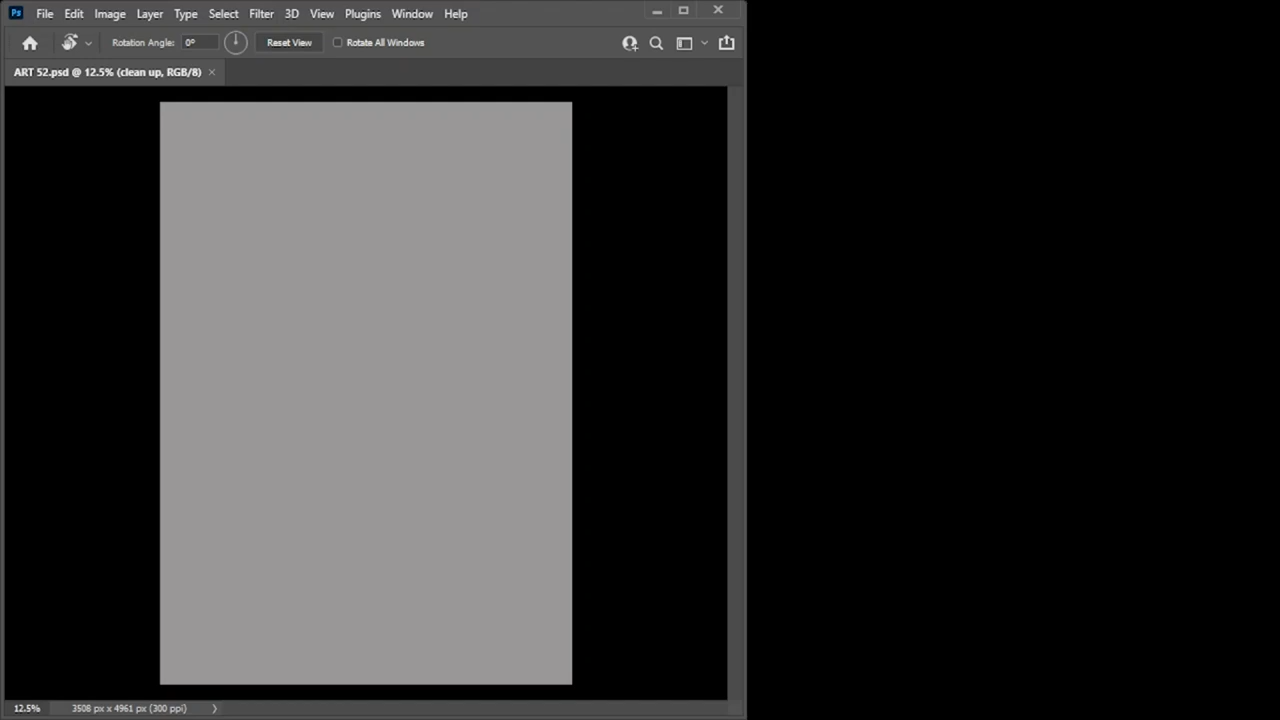 Ps File Edit Image Layer Type Select Filter 3D View Plugins Window Help
Rotation Angle: 0° Reset View Rotate All Windows
ART 52.psd @ 12.5% (clean up, RGB/8)
12.5% 3508 px x 4961 px (300 ppi)